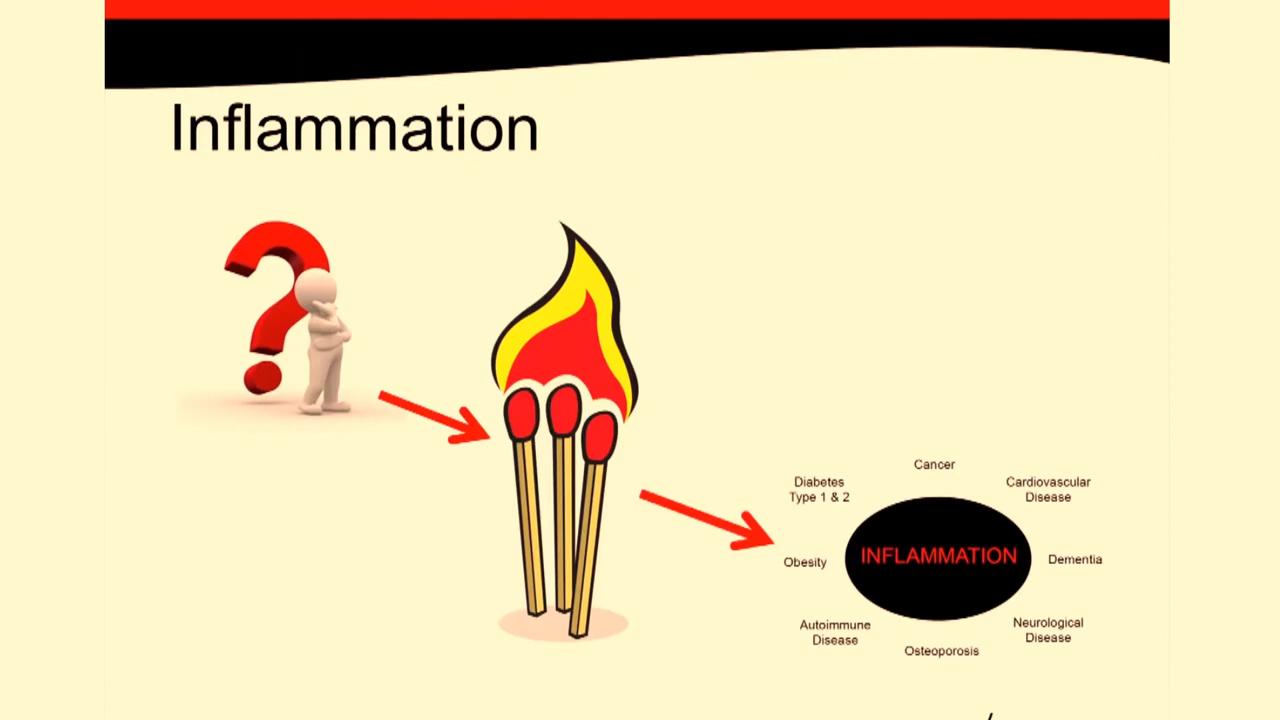 Inflammation
Cancer
Diabetes
Type 1 & 2
Cardiovascular
Disease
Obesity
INFLAMMATION
Dementia
Autoimmune
Disease
Neurological
Disease
Osteoporosis